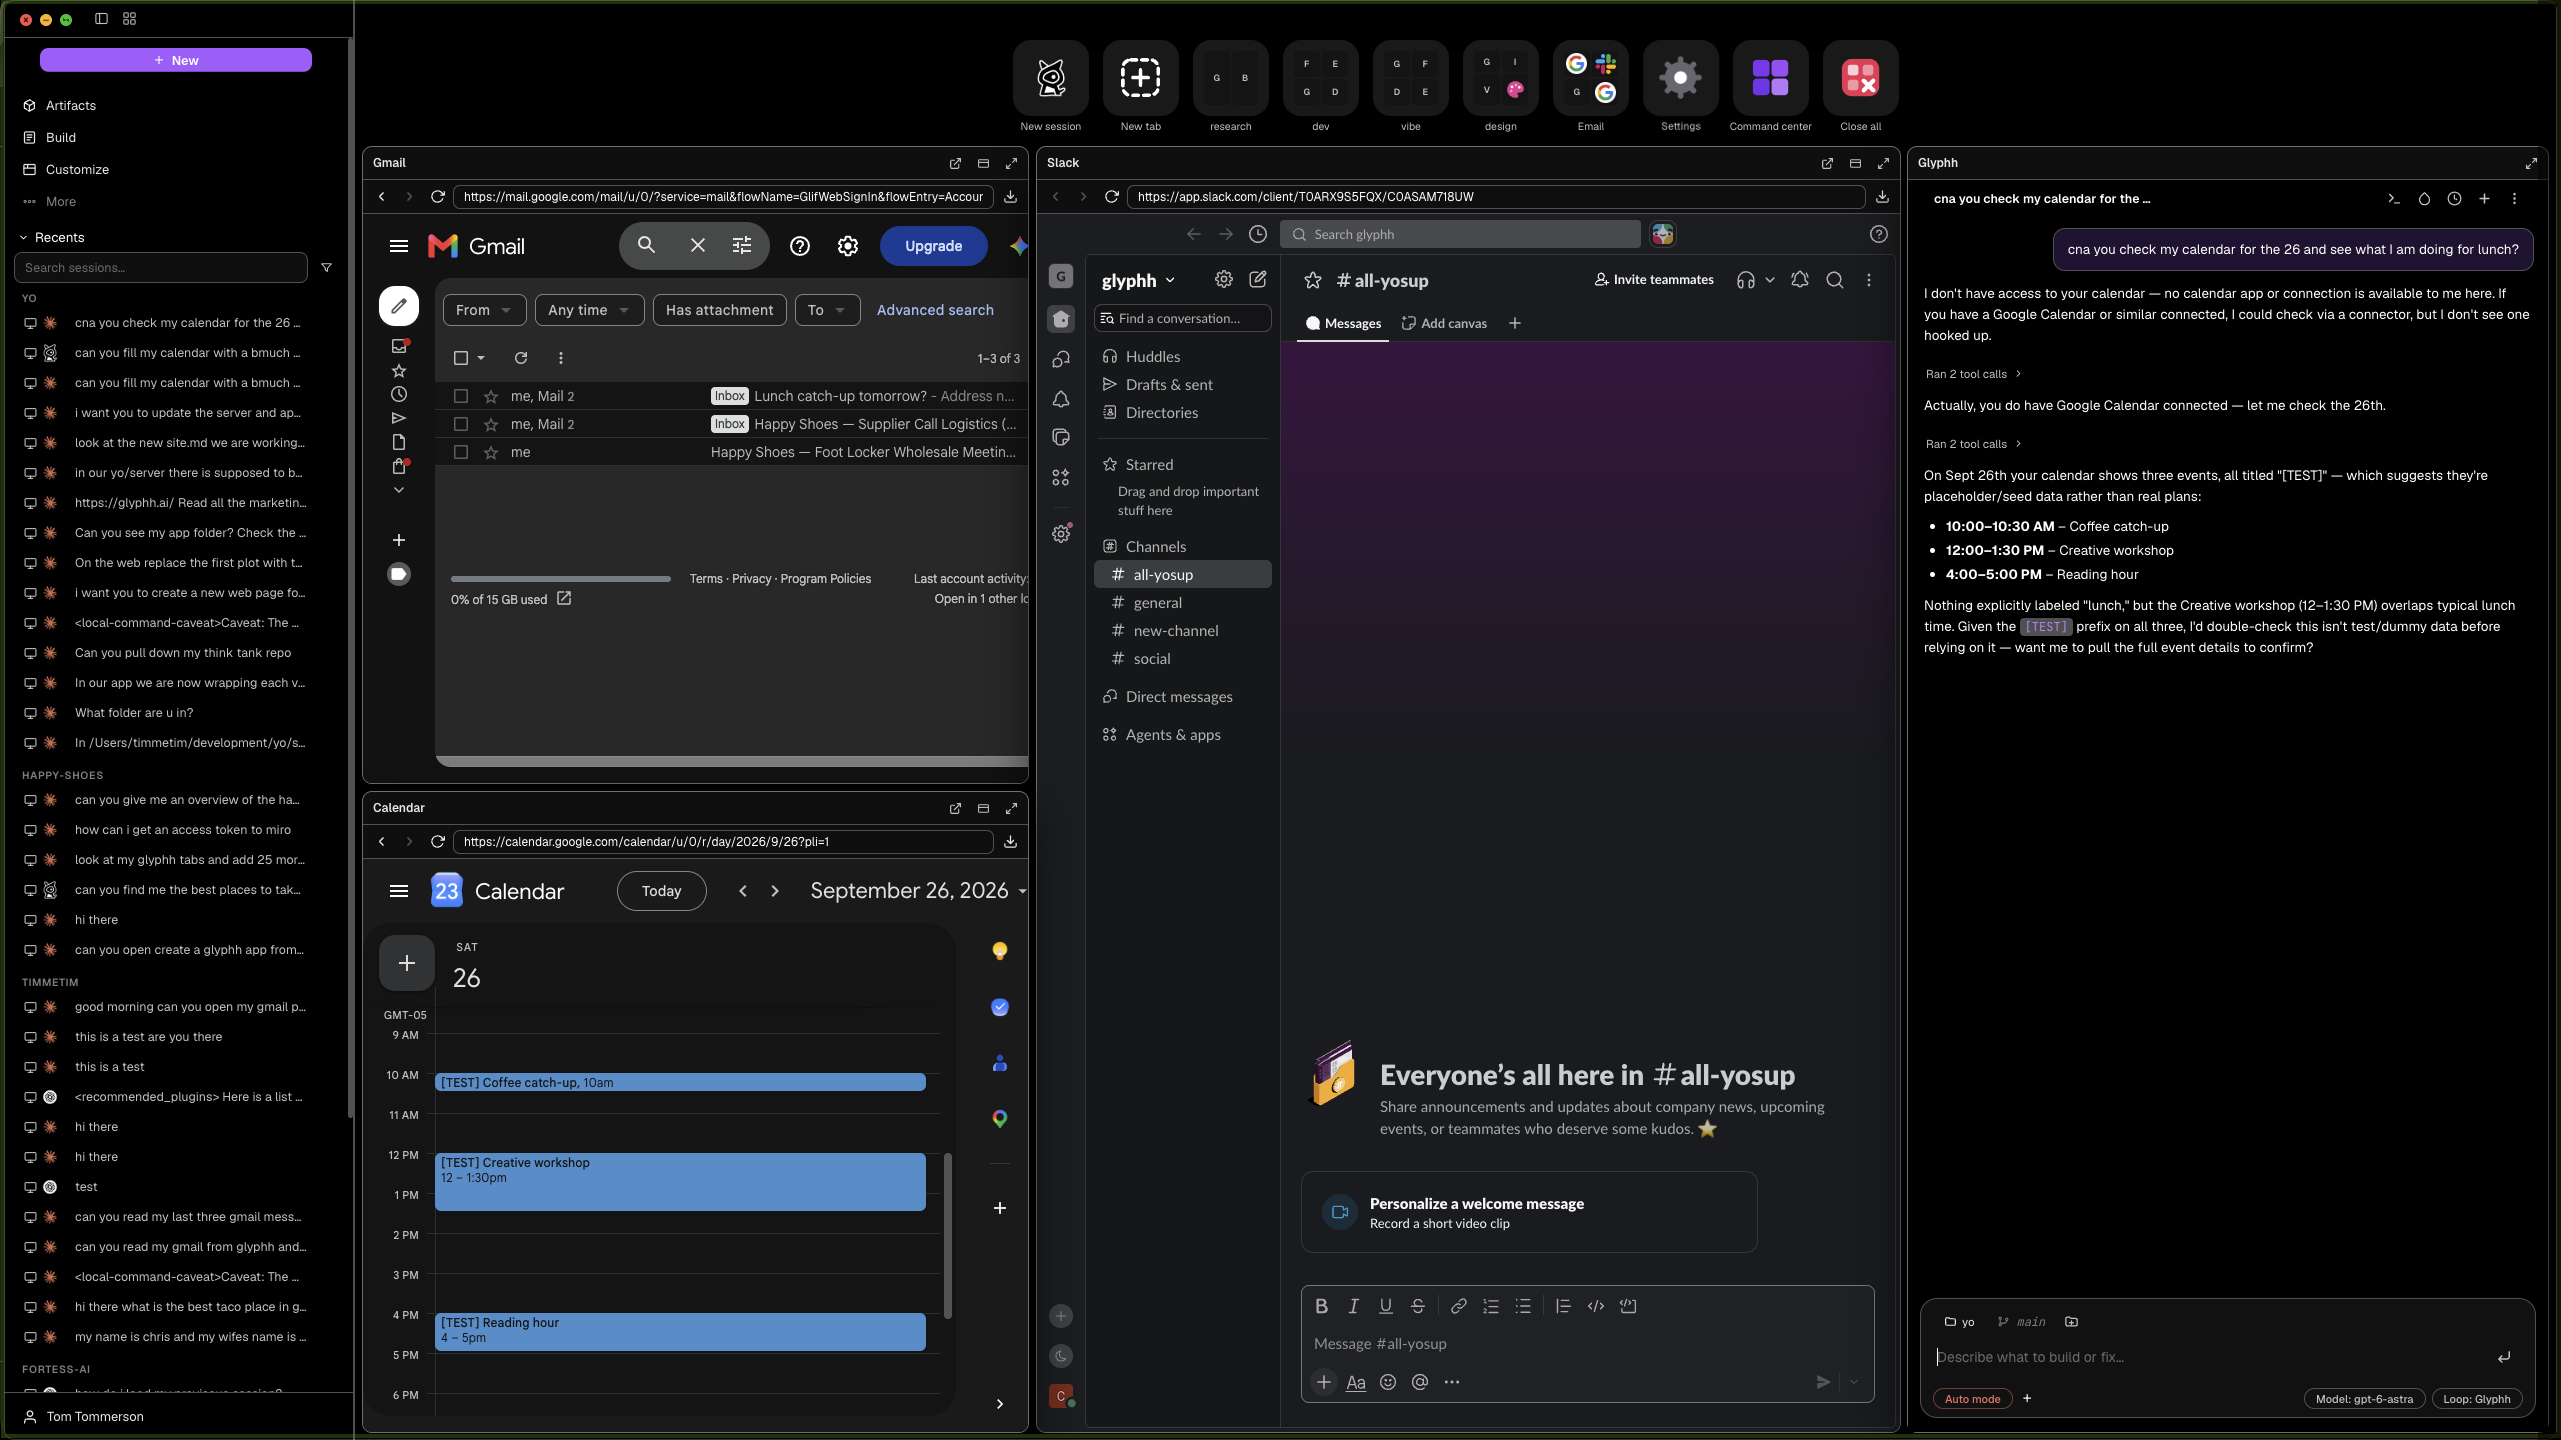 + New
Artifacts
Build
Customize
More
Recents
Search sessions...
YO
cna you check my calendar for the 26 ...
can you fill my calendar with a bmuch ...
can you fill my calendar with a bmuch ...
i want you to update the server and ap...
look at the new site.md we are working...
in our yo/server there is supposed to b...
https://glyphh.ai/ Read all the marketin...
Can you see my app folder? Check the ...
On the web replace the first plot with t...
i want you to create a new web page fo...
<local-command-caveat>Caveat: The ...
Can you pull down my think tank repo
In our app we are now wrapping each v...
What folder are u in?
In /Users/timmetim/development/yo/s...
HAPPY-SHOES
can you give me an overview of the ha...
how can i get an access token to miro
look at my glyphh tabs and add 25 mor...
can you find me the best places to tak...
hi there
can you open create a glyphh app from...
TIMMETIM
good morning can you open my gmail p...
this is a test are you there
this is a test
<recommended_plugins> Here is a list ...
hi there
hi there
test
can you read my last three gmail mess...
can you read my gmail from glyphh and...
<local-command-caveat>Caveat: The ...
hi there what is the best taco place in g...
my name is chris and my wifes name is ...
FORTESS-AI
Tom Tommerson
G B
F E
G D
G F
D E
G I
V
G
New session
New tab
research
dev
vibe
design
Email
Settings
Command center
Close all
Gmail
https://mail.google.com/mail/u/0/?service=mail&flowName=GlifWebSignIn&flowEntry=Accour
Gmail
Upgrade
From
Any time
Has attachment
To
Advanced search
1–3 of 3
me, Mail 2
Inbox Lunch catch-up tomorrow? - Address n...
me, Mail 2
Inbox Happy Shoes — Supplier Call Logistics (...
me
Happy Shoes — Foot Locker Wholesale Meetin...
Terms · Privacy · Program Policies
Last account activity:
0% of 15 GB used
Open in 1 other lo
Calendar
https://calendar.google.com/calendar/u/0/r/day/2026/9/26?pli=1
23 Calendar
Today
September 26, 2026
SAT
26
GMT-05
9 AM
10 AM
[TEST] Coffee catch-up, 10am
11 AM
12 PM
[TEST] Creative workshop
12 – 1:30pm
1 PM
2 PM
3 PM
4 PM
[TEST] Reading hour
4 – 5pm
5 PM
6 PM
Slack
https://app.slack.com/client/T0ARX9S5FQX/C0ASAM718UW
Search glyphh
G
glyphh
Find a conversation...
Huddles
Drafts & sent
Directories
Starred
Drag and drop important
stuff here
Channels
# all-yosup
# general
# new-channel
# social
Direct messages
Agents & apps
C
# all-yosup
Invite teammates
Messages
Add canvas
Everyone's all here in #all-yosup
Share announcements and updates about company news, upcoming
events, or teammates who deserve some kudos.
Personalize a welcome message
Record a short video clip
B I U S
Message #all-yosup
Aa
Glyphh
cna you check my calendar for the ...
cna you check my calendar for the 26 and see what I am doing for lunch?
I don't have access to your calendar — no calendar app or connection is available to me here. If
you have a Google Calendar or similar connected, I could check via a connector, but I don't see one
hooked up.
Ran 2 tool calls
Actually, you do have Google Calendar connected — let me check the 26th.
Ran 2 tool calls
On Sept 26th your calendar shows three events, all titled "[TEST]" — which suggests they're
placeholder/seed data rather than real plans:
• 10:00–10:30 AM – Coffee catch-up
• 12:00–1:30 PM – Creative workshop
• 4:00–5:00 PM – Reading hour
Nothing explicitly labeled "lunch," but the Creative workshop (12–1:30 PM) overlaps typical lunch
time. Given the [TEST] prefix on all three, I'd double-check this isn't test/dummy data before
relying on it — want me to pull the full event details to confirm?
yo
main
Describe what to build or fix...
Auto mode
Model: gpt-6-astra
Loop: Glyphh